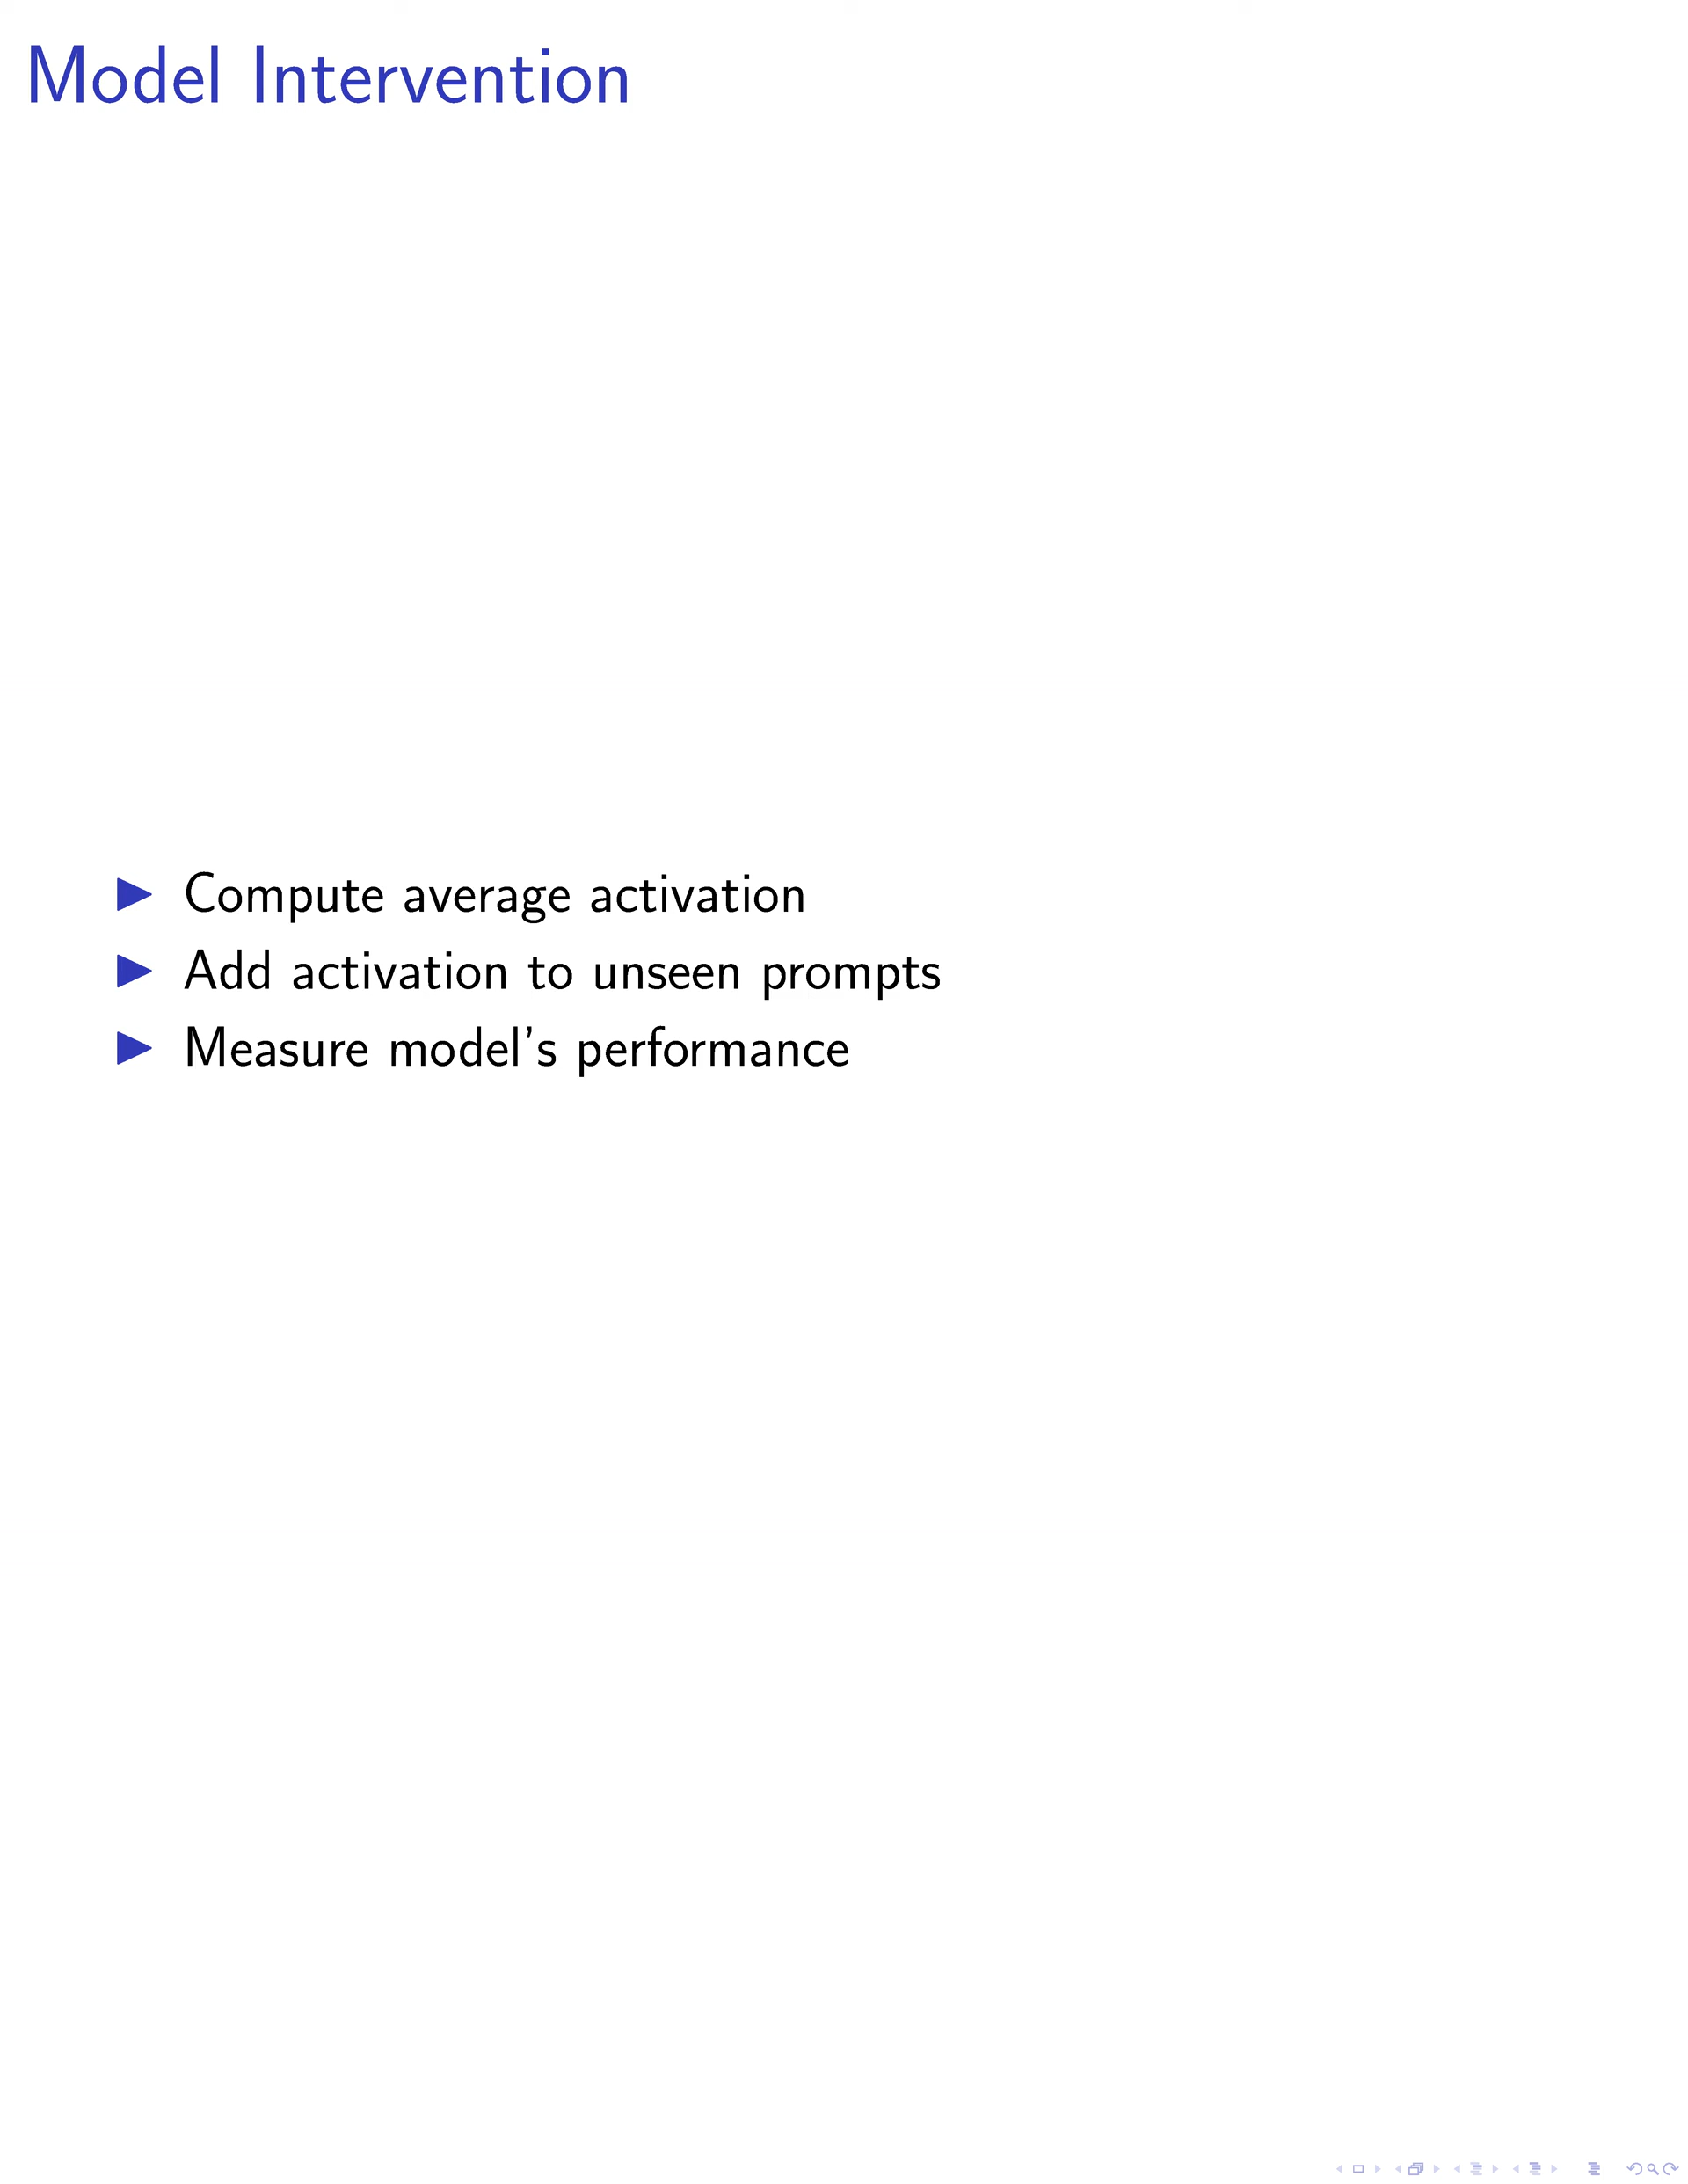 Model Intervention
Compute average activation
Add activation to unseen prompts
Measure model's performance